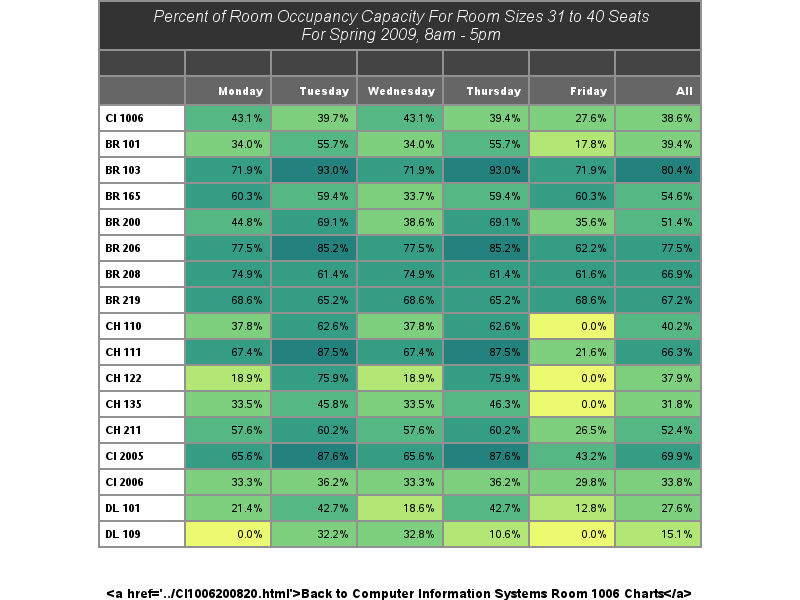 Percent of Room Occupancy Capacity For Room Sizes 31 to 40 Seats
For Spring 2009, 8am - 5pm
Monday Tuesday Wednesday Thursday Friday All
CI 1006 43.1% 39.7% 43.1% 39.4% 27.6% 38.6%
BR 101 34.0% 55.7% 34.0% 55.7% 17.8% 39.4%
BR 103 71.9% 93.0% 71.9% 93.0% 71.9% 80.4%
BR 165 60.3% 59.4% 33.7% 59.4% 60.3% 54.6%
BR 200 44.8% 69.1% 38.6% 69.1% 35.6% 51.4%
BR 206 77.5% 85.2% 77.5% 85.2% 62.2% 77.5%
BR 208 74.9% 61.4% 74.9% 61.4% 61.6% 66.9%
BR 219 68.6% 65.2% 68.6% 65.2% 68.6% 67.2%
CH 110 37.8% 62.6% 37.8% 62.6% 0.0% 40.2%
CH 111 67.4% 87.5% 67.4% 87.5% 21.6% 66.3%
CH 122 18.9% 75.9% 18.9% 75.9% 0.0% 37.9%
CH 135 33.5% 45.8% 33.5% 46.3% 0.0% 31.8%
CH 211 57.6% 60.2% 57.6% 60.2% 26.5% 52.4%
CI 2005 65.6% 87.6% 65.6% 87.6% 43.2% 69.9%
CI 2006 33.3% 36.2% 33.3% 36.2% 29.8% 33.8%
DL 101 21.4% 42.7% 18.6% 42.7% 12.8% 27.6%
DL 109 0.0% 32.2% 32.8% 10.6% 0.0% 15.1%
<a href='../CI1006200820.html'>Back to Computer Information Systems Room 1006 Charts</a>